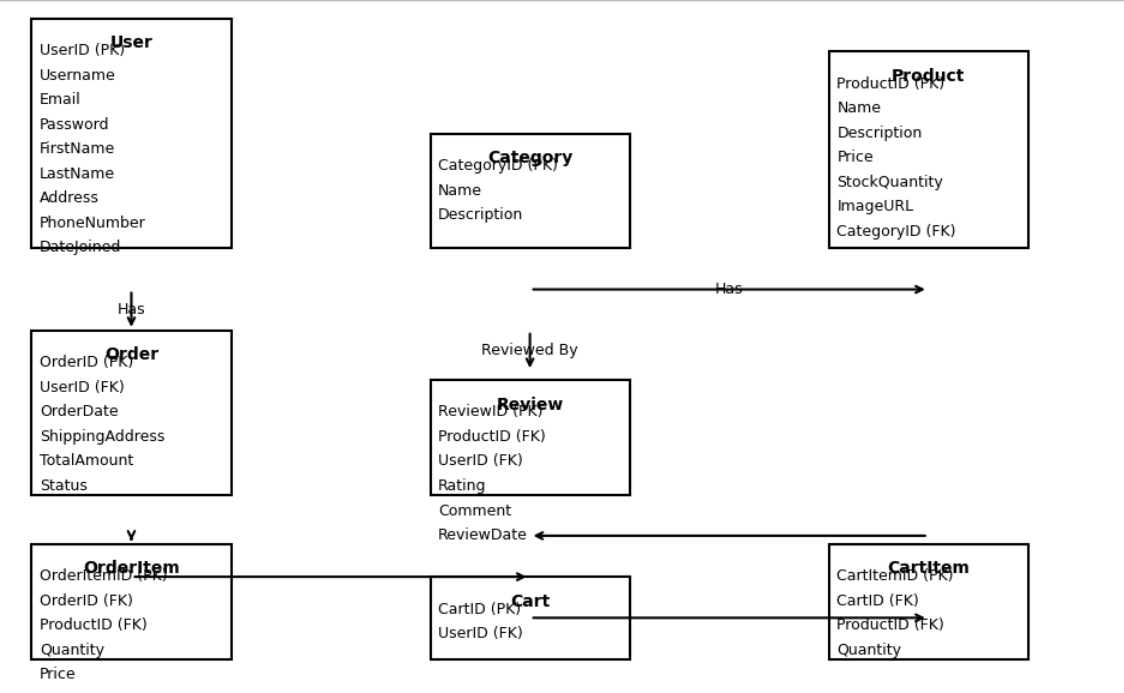 User
UserID (PK)
Username
Email
Password
FirstName
LastName
Address
PhoneNumber
DateJoined
Category
CategoryID (PK)
Name
Description
Product
ProductID (PK)
Name
Description
Price
StockQuantity
ImageURL
CategoryID (FK)
Has
Has
Order
OrderID (PK)
UserID (FK)
OrderDate
ShippingAddress
TotalAmount
Status
Reviewed By
Review
ReviewID (PK)
ProductID (FK)
UserID (FK)
Rating
Comment
ReviewDate
OrderItem
OrderItemID (PK)
OrderID (FK)
ProductID (FK)
Quantity
Price
Cart
CartID (PK)
UserID (FK)
CartItem
CartItemID (PK)
CartID (FK)
ProductID (FK)
Quantity